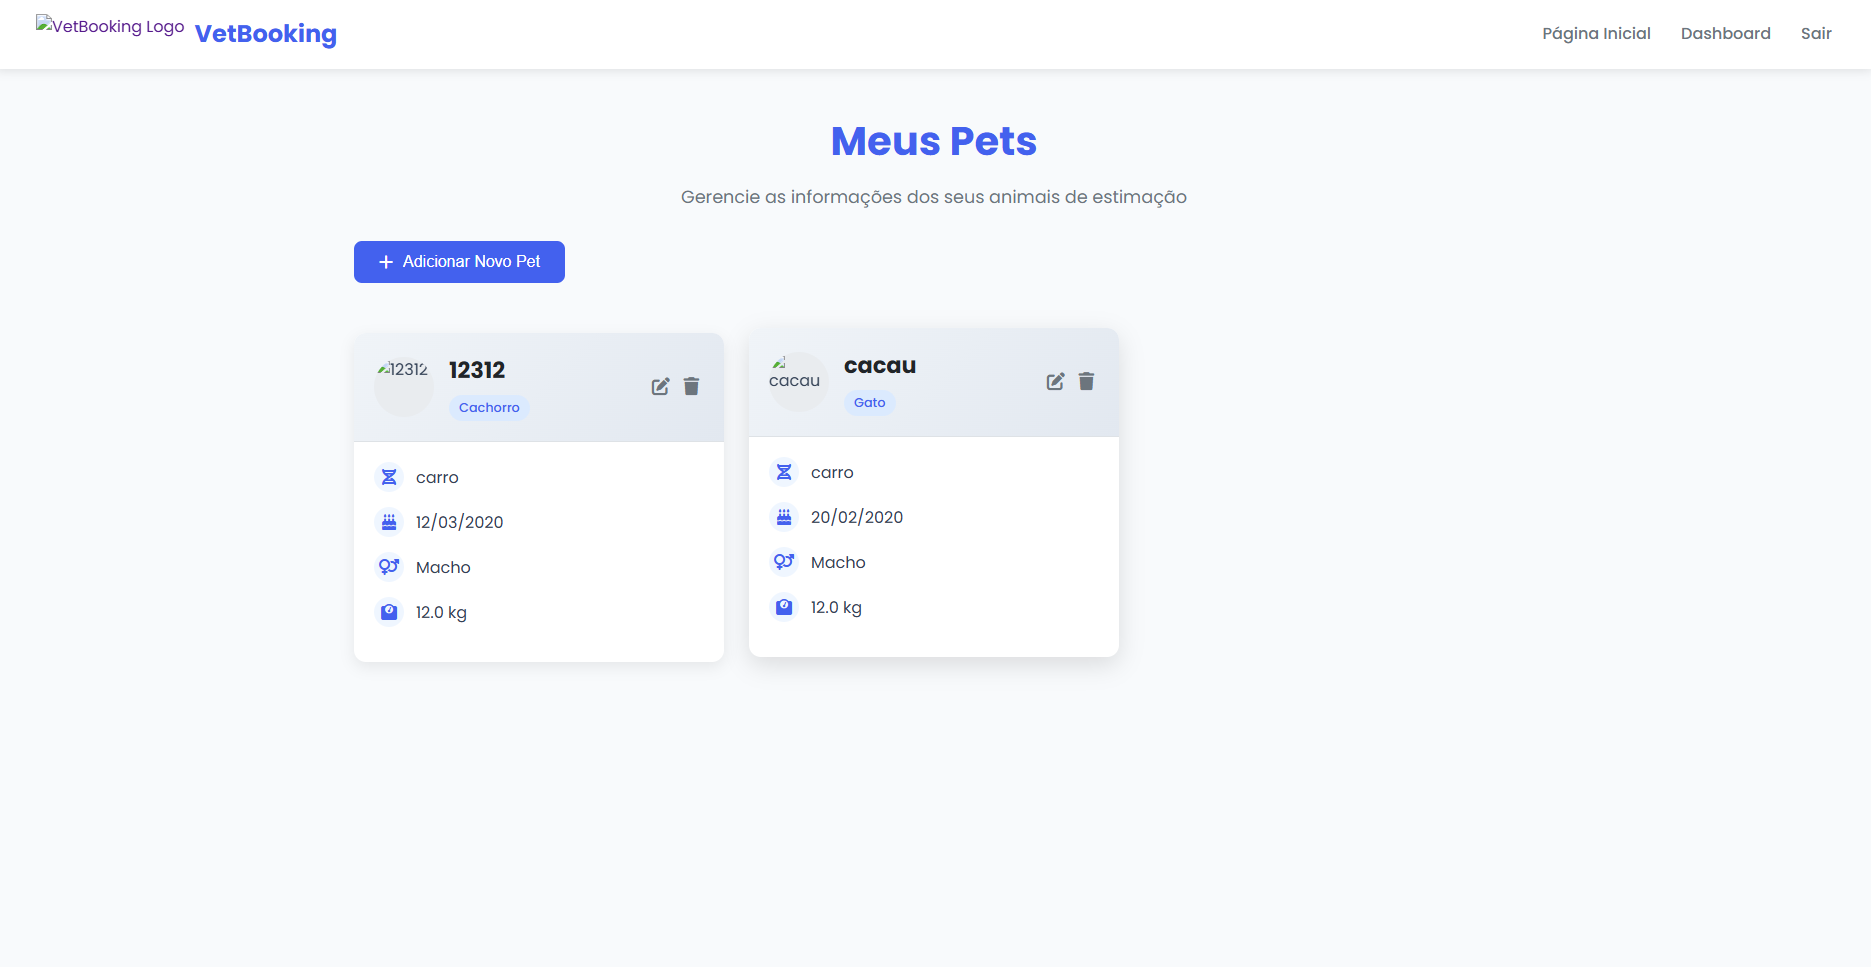 VetBooking Logo VetBooking
Página Inicial Dashboard Sair
Meus Pets
Gerencie as informações dos seus animais de estimação
Adicionar Novo Pet
12312 12312
Cachorro
carro
12/03/2020
Macho
12.0 kg
cacau cacau
Gato
carro
20/02/2020
Macho
12.0 kg